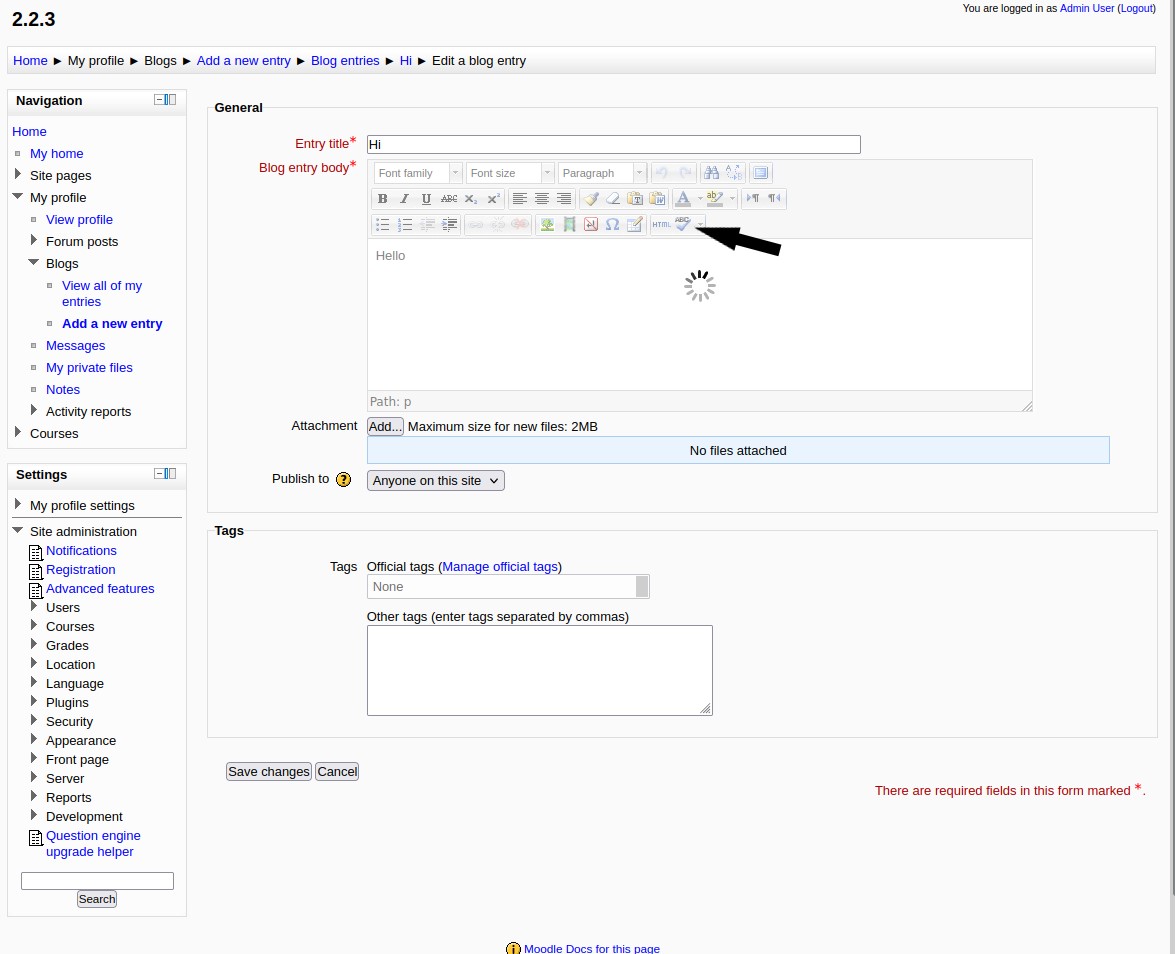 2.2.3
You are logged in as Admin User (Logout)
Home ► My profile ► Blogs ► Add a new entry ► Blog entries ► Hi ► Edit a blog entry
Navigation
Home
My home
Site pages
My profile
View profile
Forum posts
Blogs
View all of my
entries
Add a new entry
Messages
My private files
Notes
Activity reports
Courses
Settings
My profile settings
Site administration
Notifications
Registration
Advanced features
Users
Courses
Grades
Location
Language
Plugins
Security
Appearance
Front page
Server
Reports
Development
Question engine
upgrade helper
Search
General
Entry title* Hi
Blog entry body*
Font family Font size Paragraph
B I U ABC x₂ x² A ab
HTML ABC
Hello
Path: p
Attachment Add... Maximum size for new files: 2MB
No files attached
Publish to ? Anyone on this site
Tags
Tags Official tags (Manage official tags)
None
Other tags (enter tags separated by commas)
Save changes Cancel
There are required fields in this form marked *.
Moodle Docs for this page